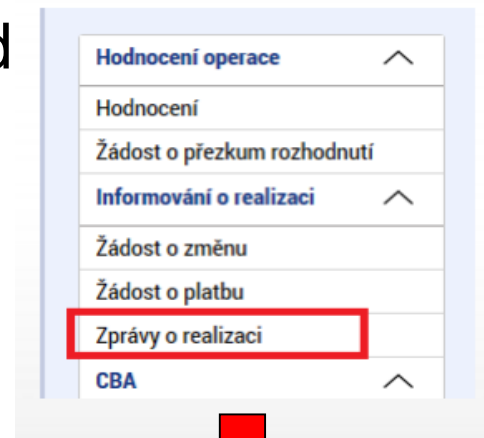 Hodnocení operace
Hodnocení
Žádost o přezkum rozhodnutí
Informování o realizaci
Žádost o změnu
Žádost o platbu
Zprávy o realizaci
CBA